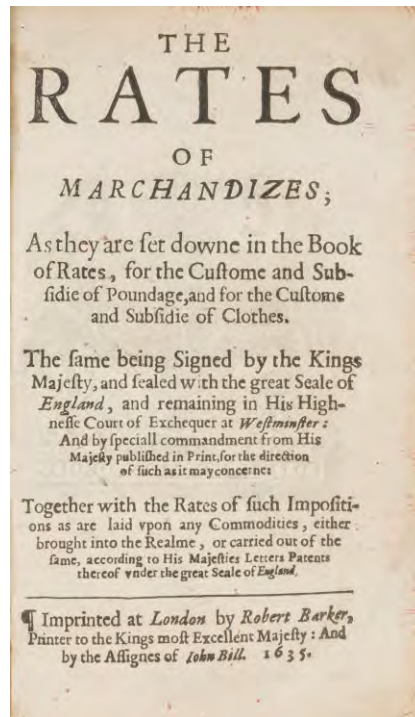 THE
RATES
OF
MARCHANDIZES;
As they are ſet downe in the Book
of Rates, for the Cuſtome and Sub-
ſidie of Poundage, and for the Cuſtome
and Subſidie of Clothes.
The ſame being Signed by the Kings
Majeſty, and ſealed with the great Seale of
England, and remaining in His High-
neſſe Court of Exchequer at Weſtminſter:
And by ſpeciall commandment from His
Majeſty publiſhed in Print, for the direction
of ſuch as it may concerne:
Together with the Rates of ſuch Impoſiti-
ons as are laid vpon any Commodities, either
brought into the Realme, or carried out of the
ſame, according to His Majeſties Letters Patents
thereof vnder the great Seale of England.
¶ Imprinted at London by Robert Barker,
Printer to the Kings moſt Excellent Majeſty: And
by the Aſſignes of Iohn Bill. 1635.